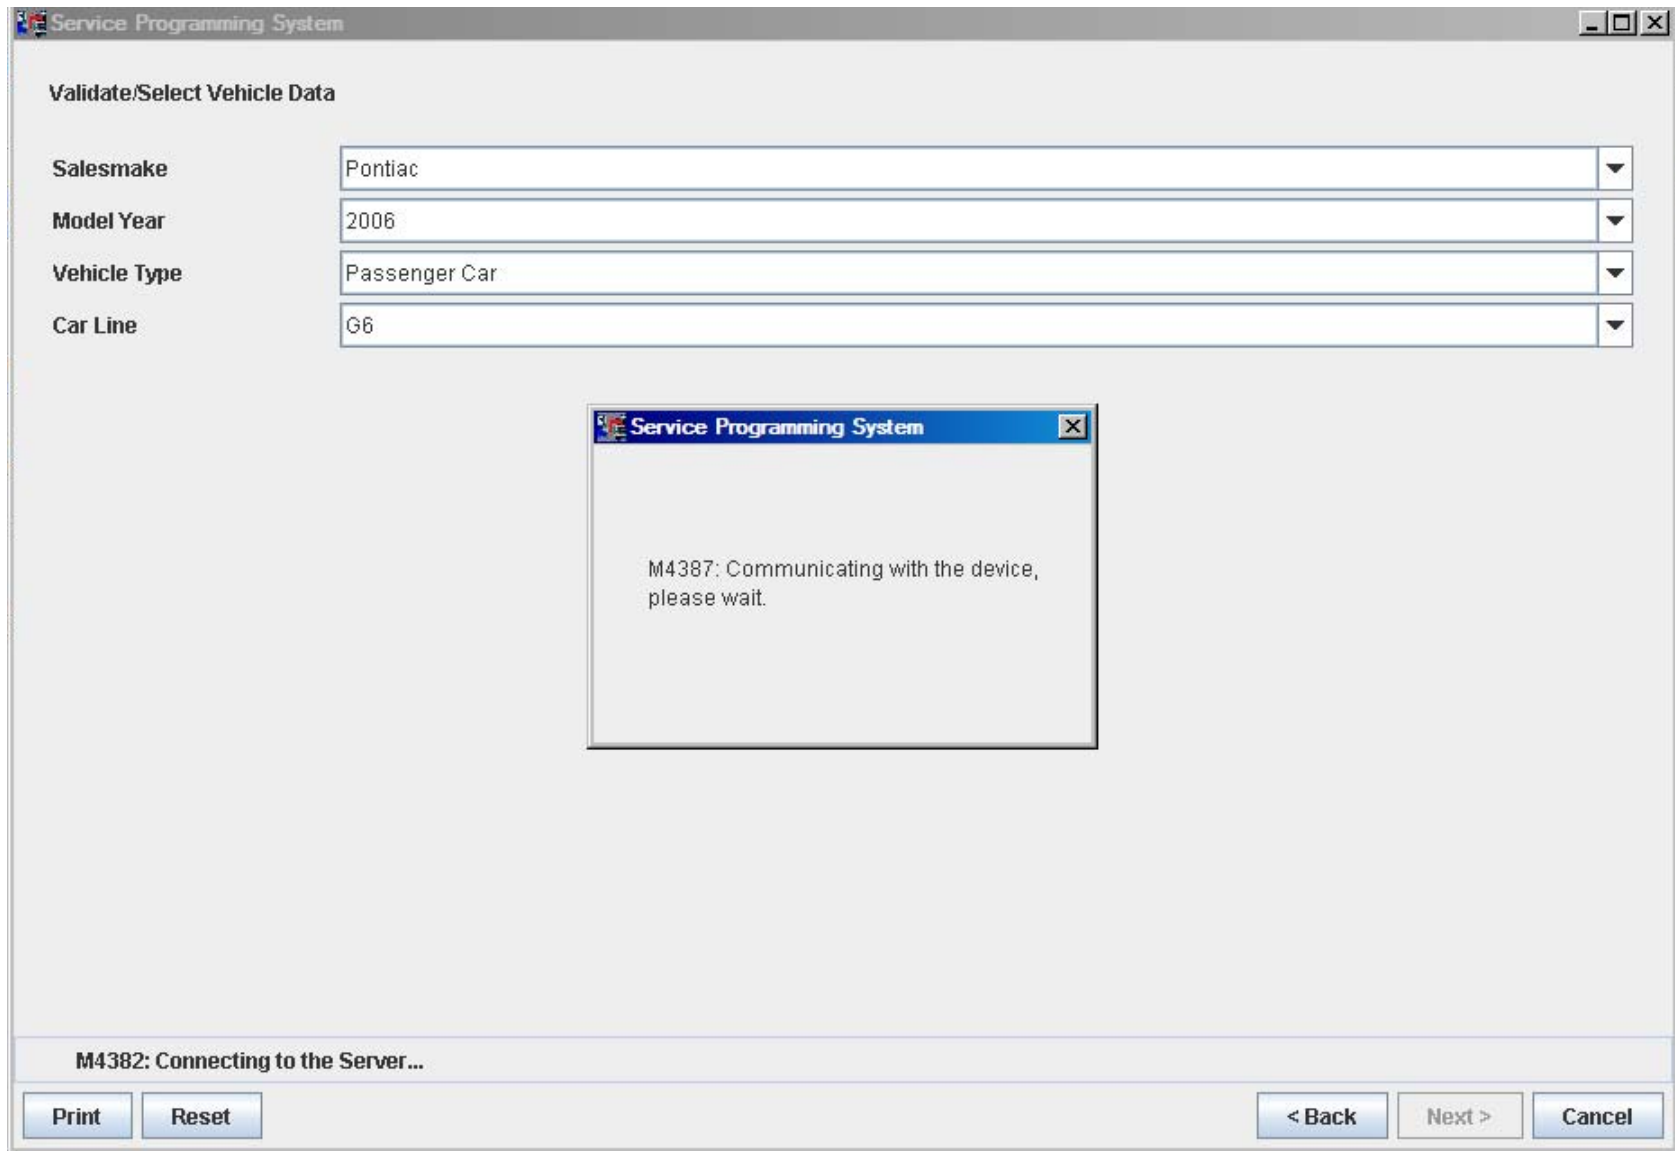 Service Programming System
Validate/Select Vehicle Data
Salesmake Pontiac
Model Year 2006
Vehicle Type Passenger Car
Car Line G6
Service Programming System
M4387: Communicating with the device,
please wait.
M4382: Connecting to the Server...
Print Reset < Back Next > Cancel